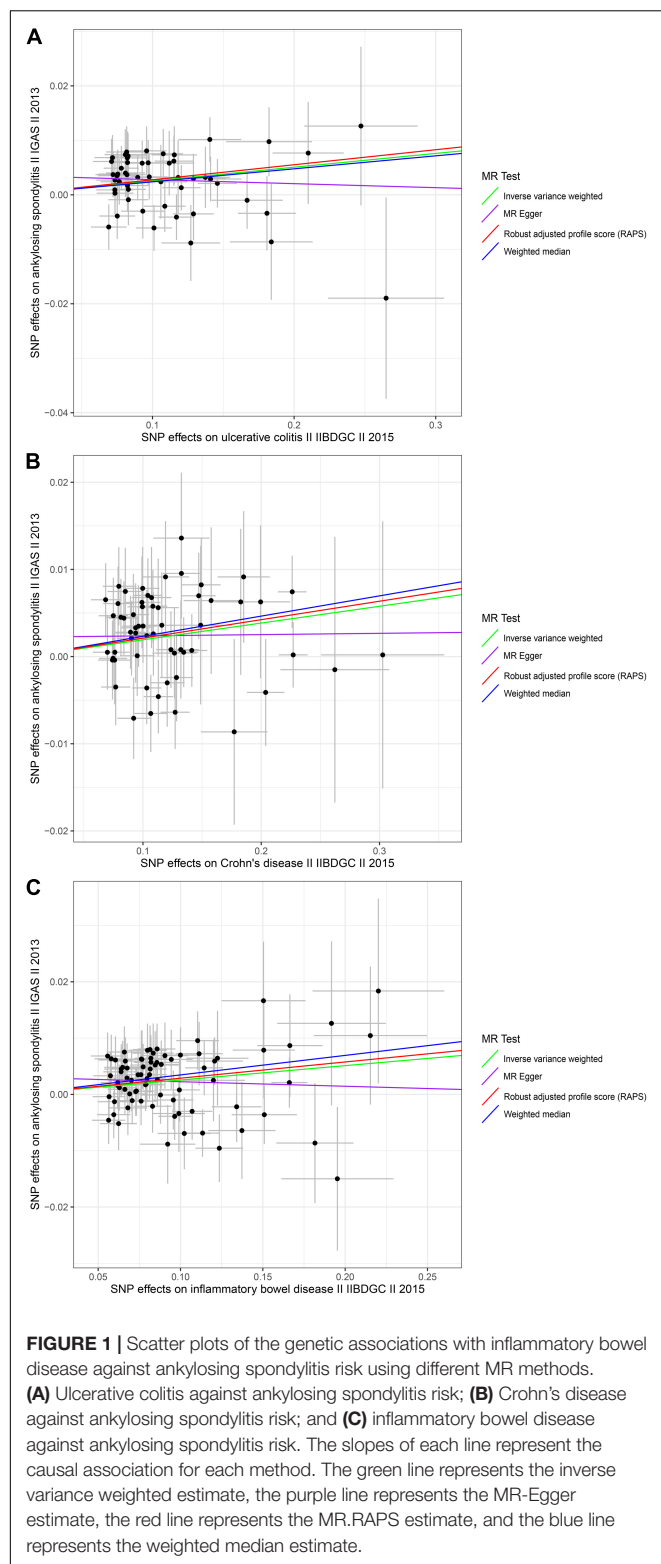 A
SNP effects on ankylosing spondylitis II IGAS II 2013
0.02
0.00
−0.02
−0.04
0.1
0.2
0.3
SNP effects on ulcerative colitis II IIBDGC II 2015
MR Test
Inverse variance weighted
MR Egger
Robust adjusted profile score (RAPS)
Weighted median
B
SNP effects on ankylosing spondylitis II IGAS II 2013
0.02
0.01
0.00
−0.01
−0.02
0.1
0.2
0.3
SNP effects on Crohn's disease II IIBDGC II 2015
MR Test
Inverse variance weighted
MR Egger
Robust adjusted profile score (RAPS)
Weighted median
C
SNP effects on ankylosing spondylitis II IGAS II 2013
0.02
0.00
−0.02
0.05
0.10
0.15
0.20
0.25
SNP effects on inflammatory bowel disease II IIBDGC II 2015
MR Test
Inverse variance weighted
MR Egger
Robust adjusted profile score (RAPS)
Weighted median
FIGURE 1 | Scatter plots of the genetic associations with inflammatory bowel
disease against ankylosing spondylitis risk using different MR methods.
(A) Ulcerative colitis against ankylosing spondylitis risk; (B) Crohn's disease
against ankylosing spondylitis risk; and (C) inflammatory bowel disease
against ankylosing spondylitis risk. The slopes of each line represent the
causal association for each method. The green line represents the inverse
variance weighted estimate, the purple line represents the MR-Egger
estimate, the red line represents the MR.RAPS estimate, and the blue line
represents the weighted median estimate.